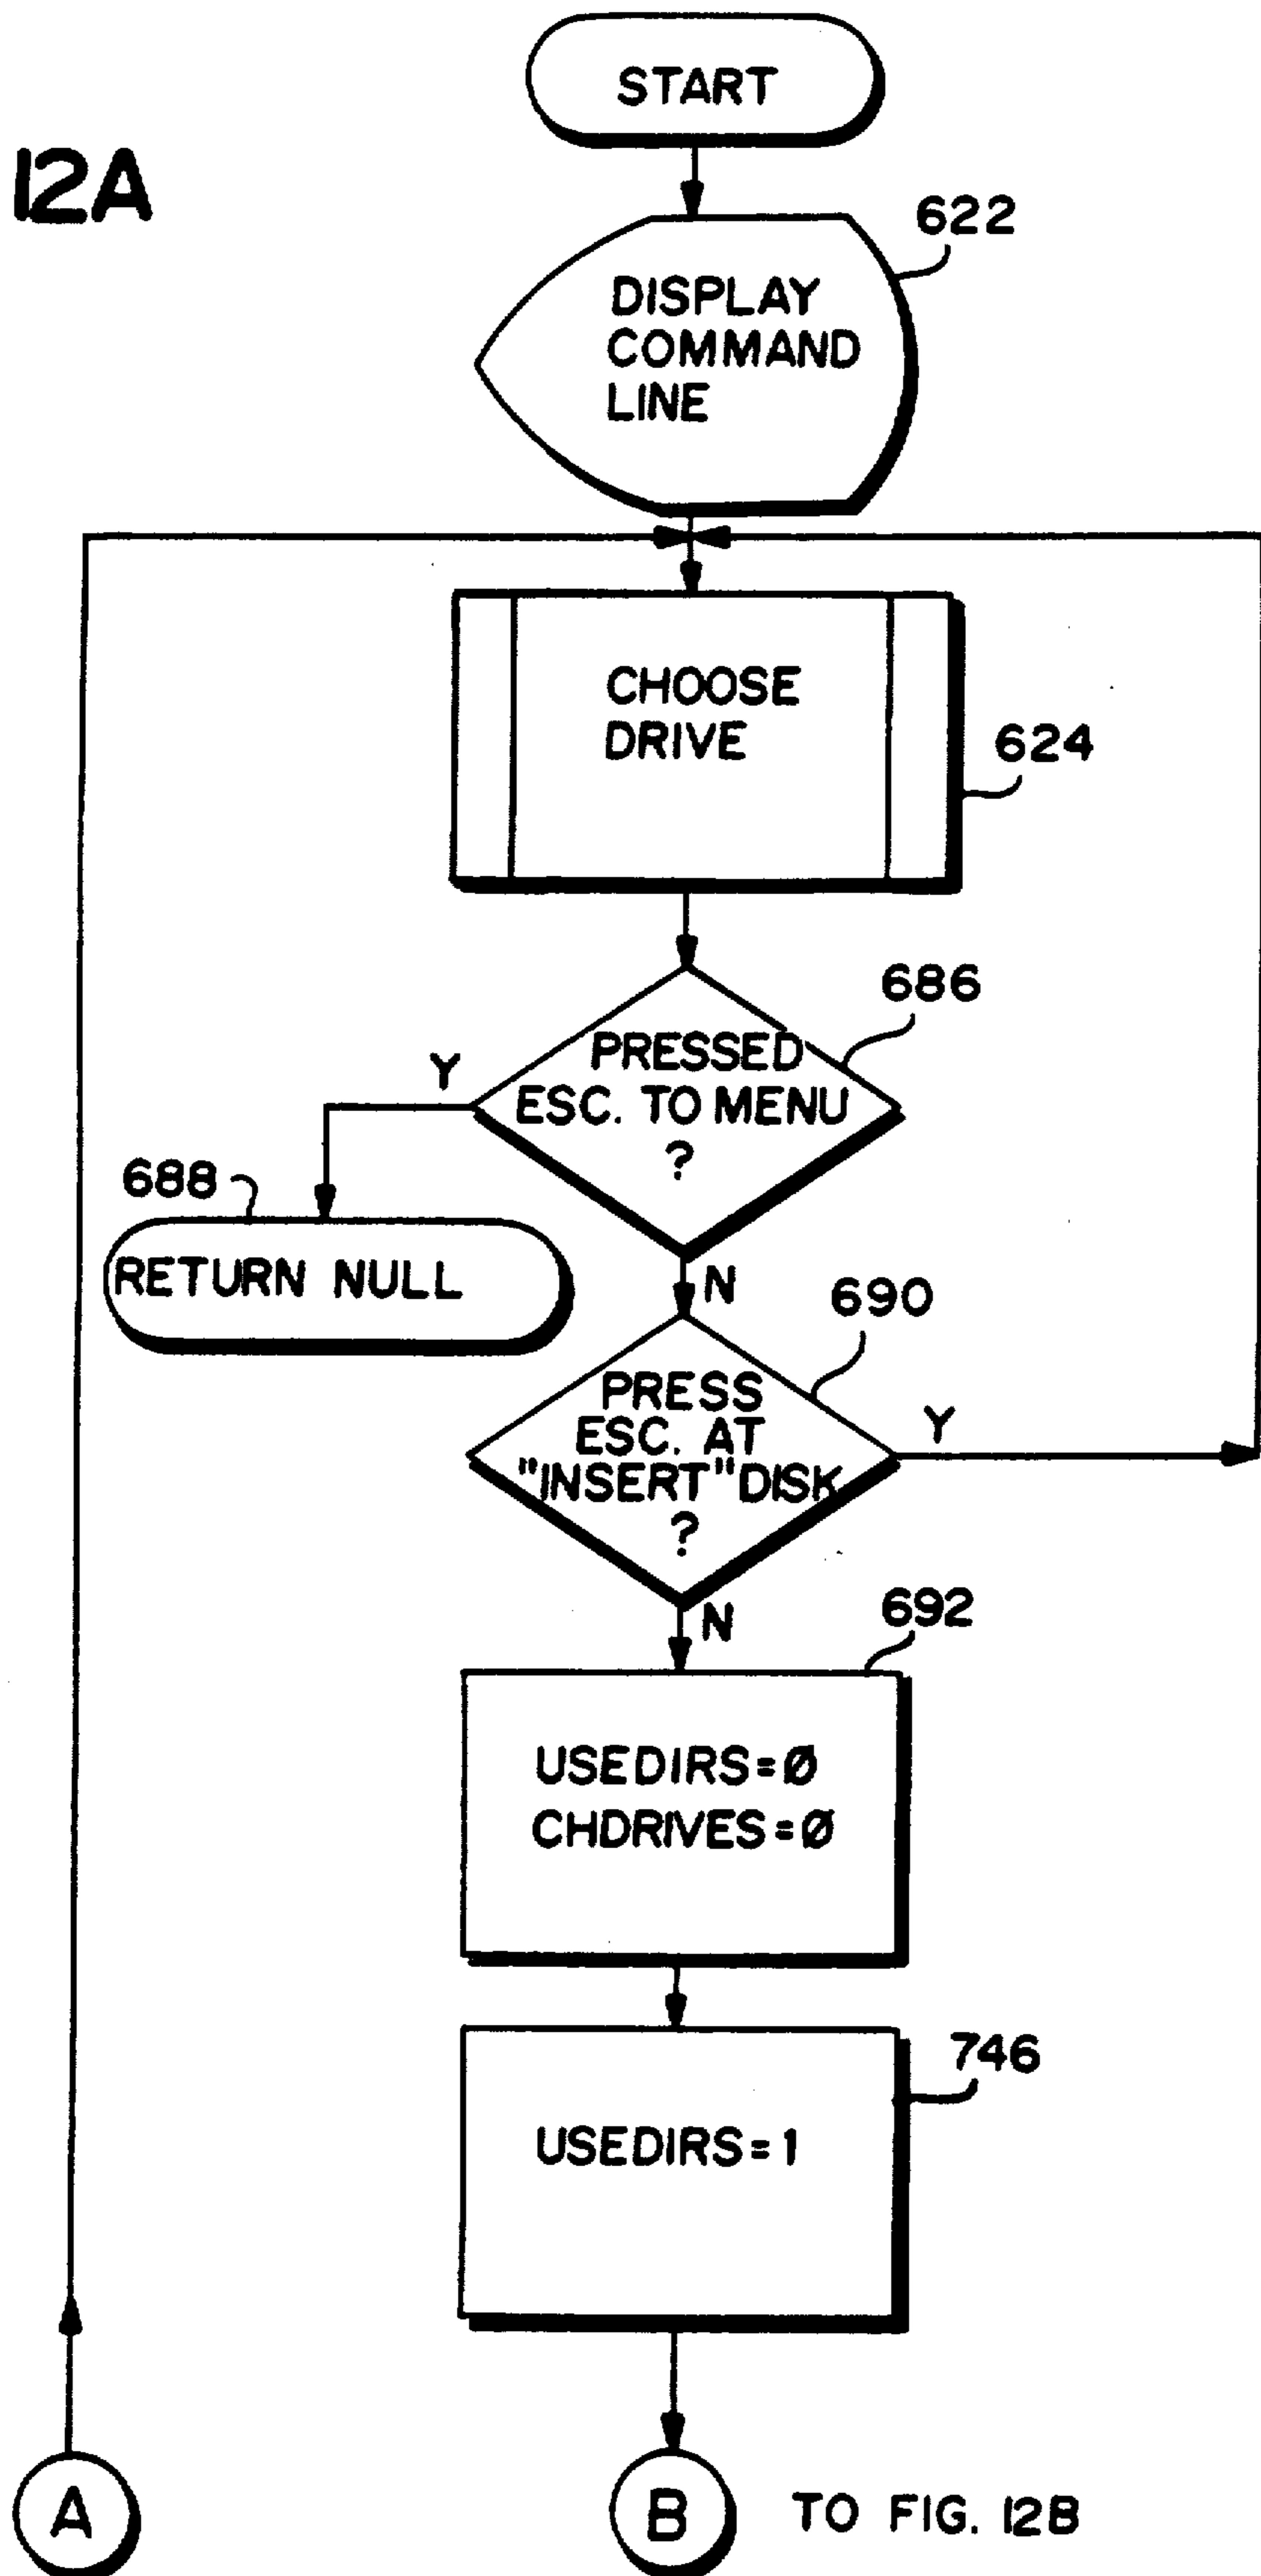 START
12A
622
DISPLAY
COMMAND
LINE
CHOOSE
DRIVE
624
686
PRESSED
ESC. TO MENU
?
Y
688
RETURN NULL
N
690
PRESS
ESC. AT
"INSERT" DISK
?
Y
N
692
USEDIRS=Ø
CHDRIVES=Ø
746
USEDIRS=1
A
B
TO FIG. 12B